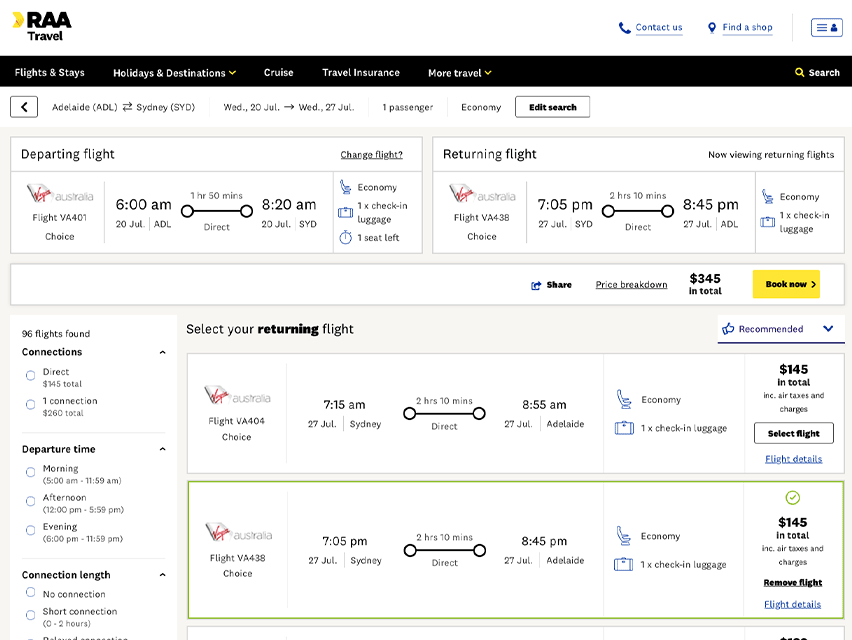 RAA
Travel
Contact us
Find a shop
Flights & Stays
Holidays & Destinations
Cruise
Travel Insurance
More travel
Search
Adelaide (ADL) ⇄ Sydney (SYD)
Wed., 20 Jul. → Wed., 27 Jul.
1 passenger
Economy
Edit search
Departing flight
Change flight?
Virgin australia
Flight VA401
Choice
6:00 am
20 Jul. | ADL
1 hr 50 mins
Direct
8:20 am
20 Jul. | SYD
Economy
1 x check-in
luggage
1 seat left
Returning flight
Now viewing returning flights
Virgin australia
Flight VA438
Choice
7:05 pm
27 Jul. | SYD
2 hrs 10 mins
Direct
8:45 pm
27 Jul. | ADL
Economy
1 x check-in
luggage
Share
Price breakdown
$345
in total
Book now
96 flights found
Connections
Direct
$145 total
1 connection
$260 total
Departure time
Morning
(5:00 am - 11:59 am)
Afternoon
(12:00 pm - 5:59 pm)
Evening
(6:00 pm - 11:59 pm)
Connection length
No connection
Short connection
(0 - 2 hours)
Relaxed connection
Select your returning flight
Recommended
Virgin australia
Flight VA404
Choice
7:15 am
27 Jul. | Sydney
2 hrs 10 mins
Direct
8:55 am
27 Jul. | Adelaide
Economy
1 x check-in luggage
$145
in total
inc. air taxes and
charges
Select flight
Flight details
Virgin australia
Flight VA438
Choice
7:05 pm
27 Jul. | Sydney
2 hrs 10 mins
Direct
8:45 pm
27 Jul. | Adelaide
Economy
1 x check-in luggage
$145
in total
inc. air taxes and
charges
Remove flight
Flight details